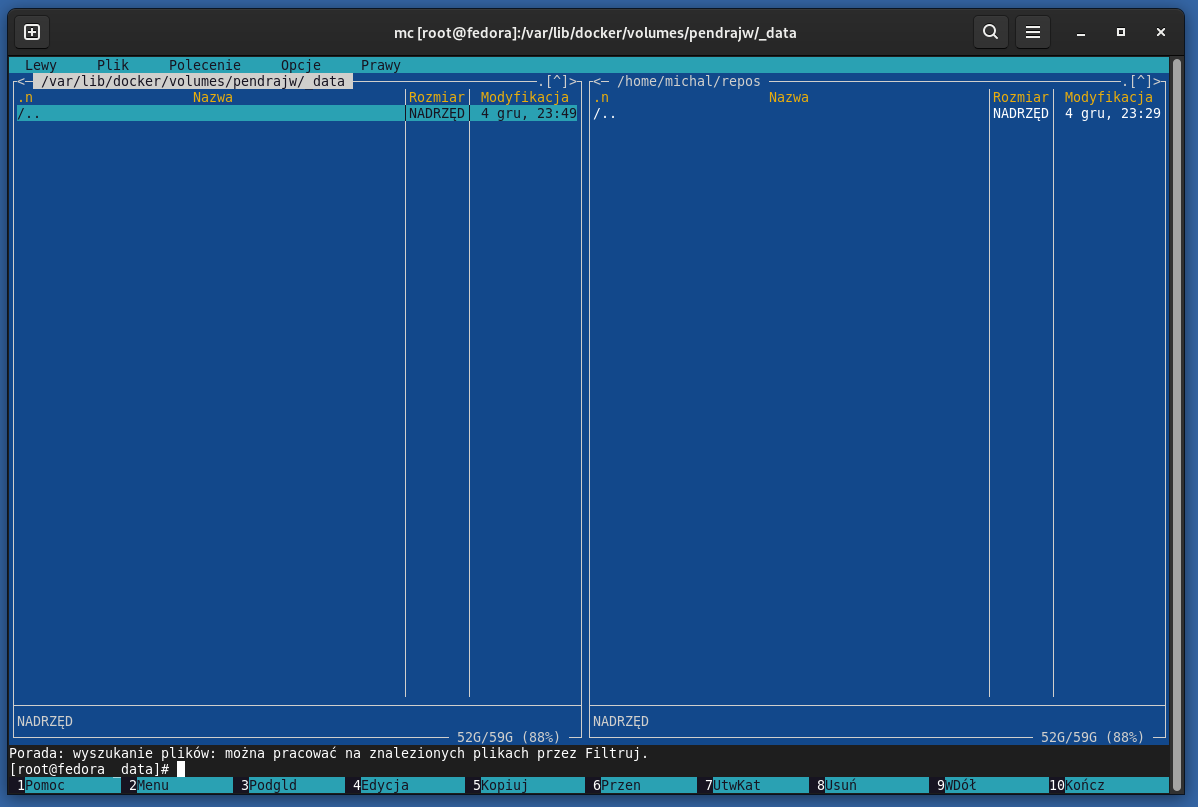 mc [root@fedora]:/var/lib/docker/volumes/pendrajw/_data
Lewy Plik Polecenie Opcje Prawy
<─ /var/lib/docker/volumes/pendrajw/_data ─.[^]> <─ /home/michal/repos ─.[^]>
.n Nazwa Rozmiar Modyfikacja .n Nazwa Rozmiar Modyfikacja
/.. NADRZĘD 4 gru, 23:49 /.. NADRZĘD 4 gru, 23:29
NADRZĘD NADRZĘD
52G/59G (88%) 52G/59G (88%)
Porada: wyszukanie plików: można pracować na znalezionych plikach przez Filtruj.
[root@fedora _data]#
1Pomoc 2Menu 3Podgld 4Edycja 5Kopiuj 6Przen 7UtwKat 8Usuń 9WDół 10Kończ